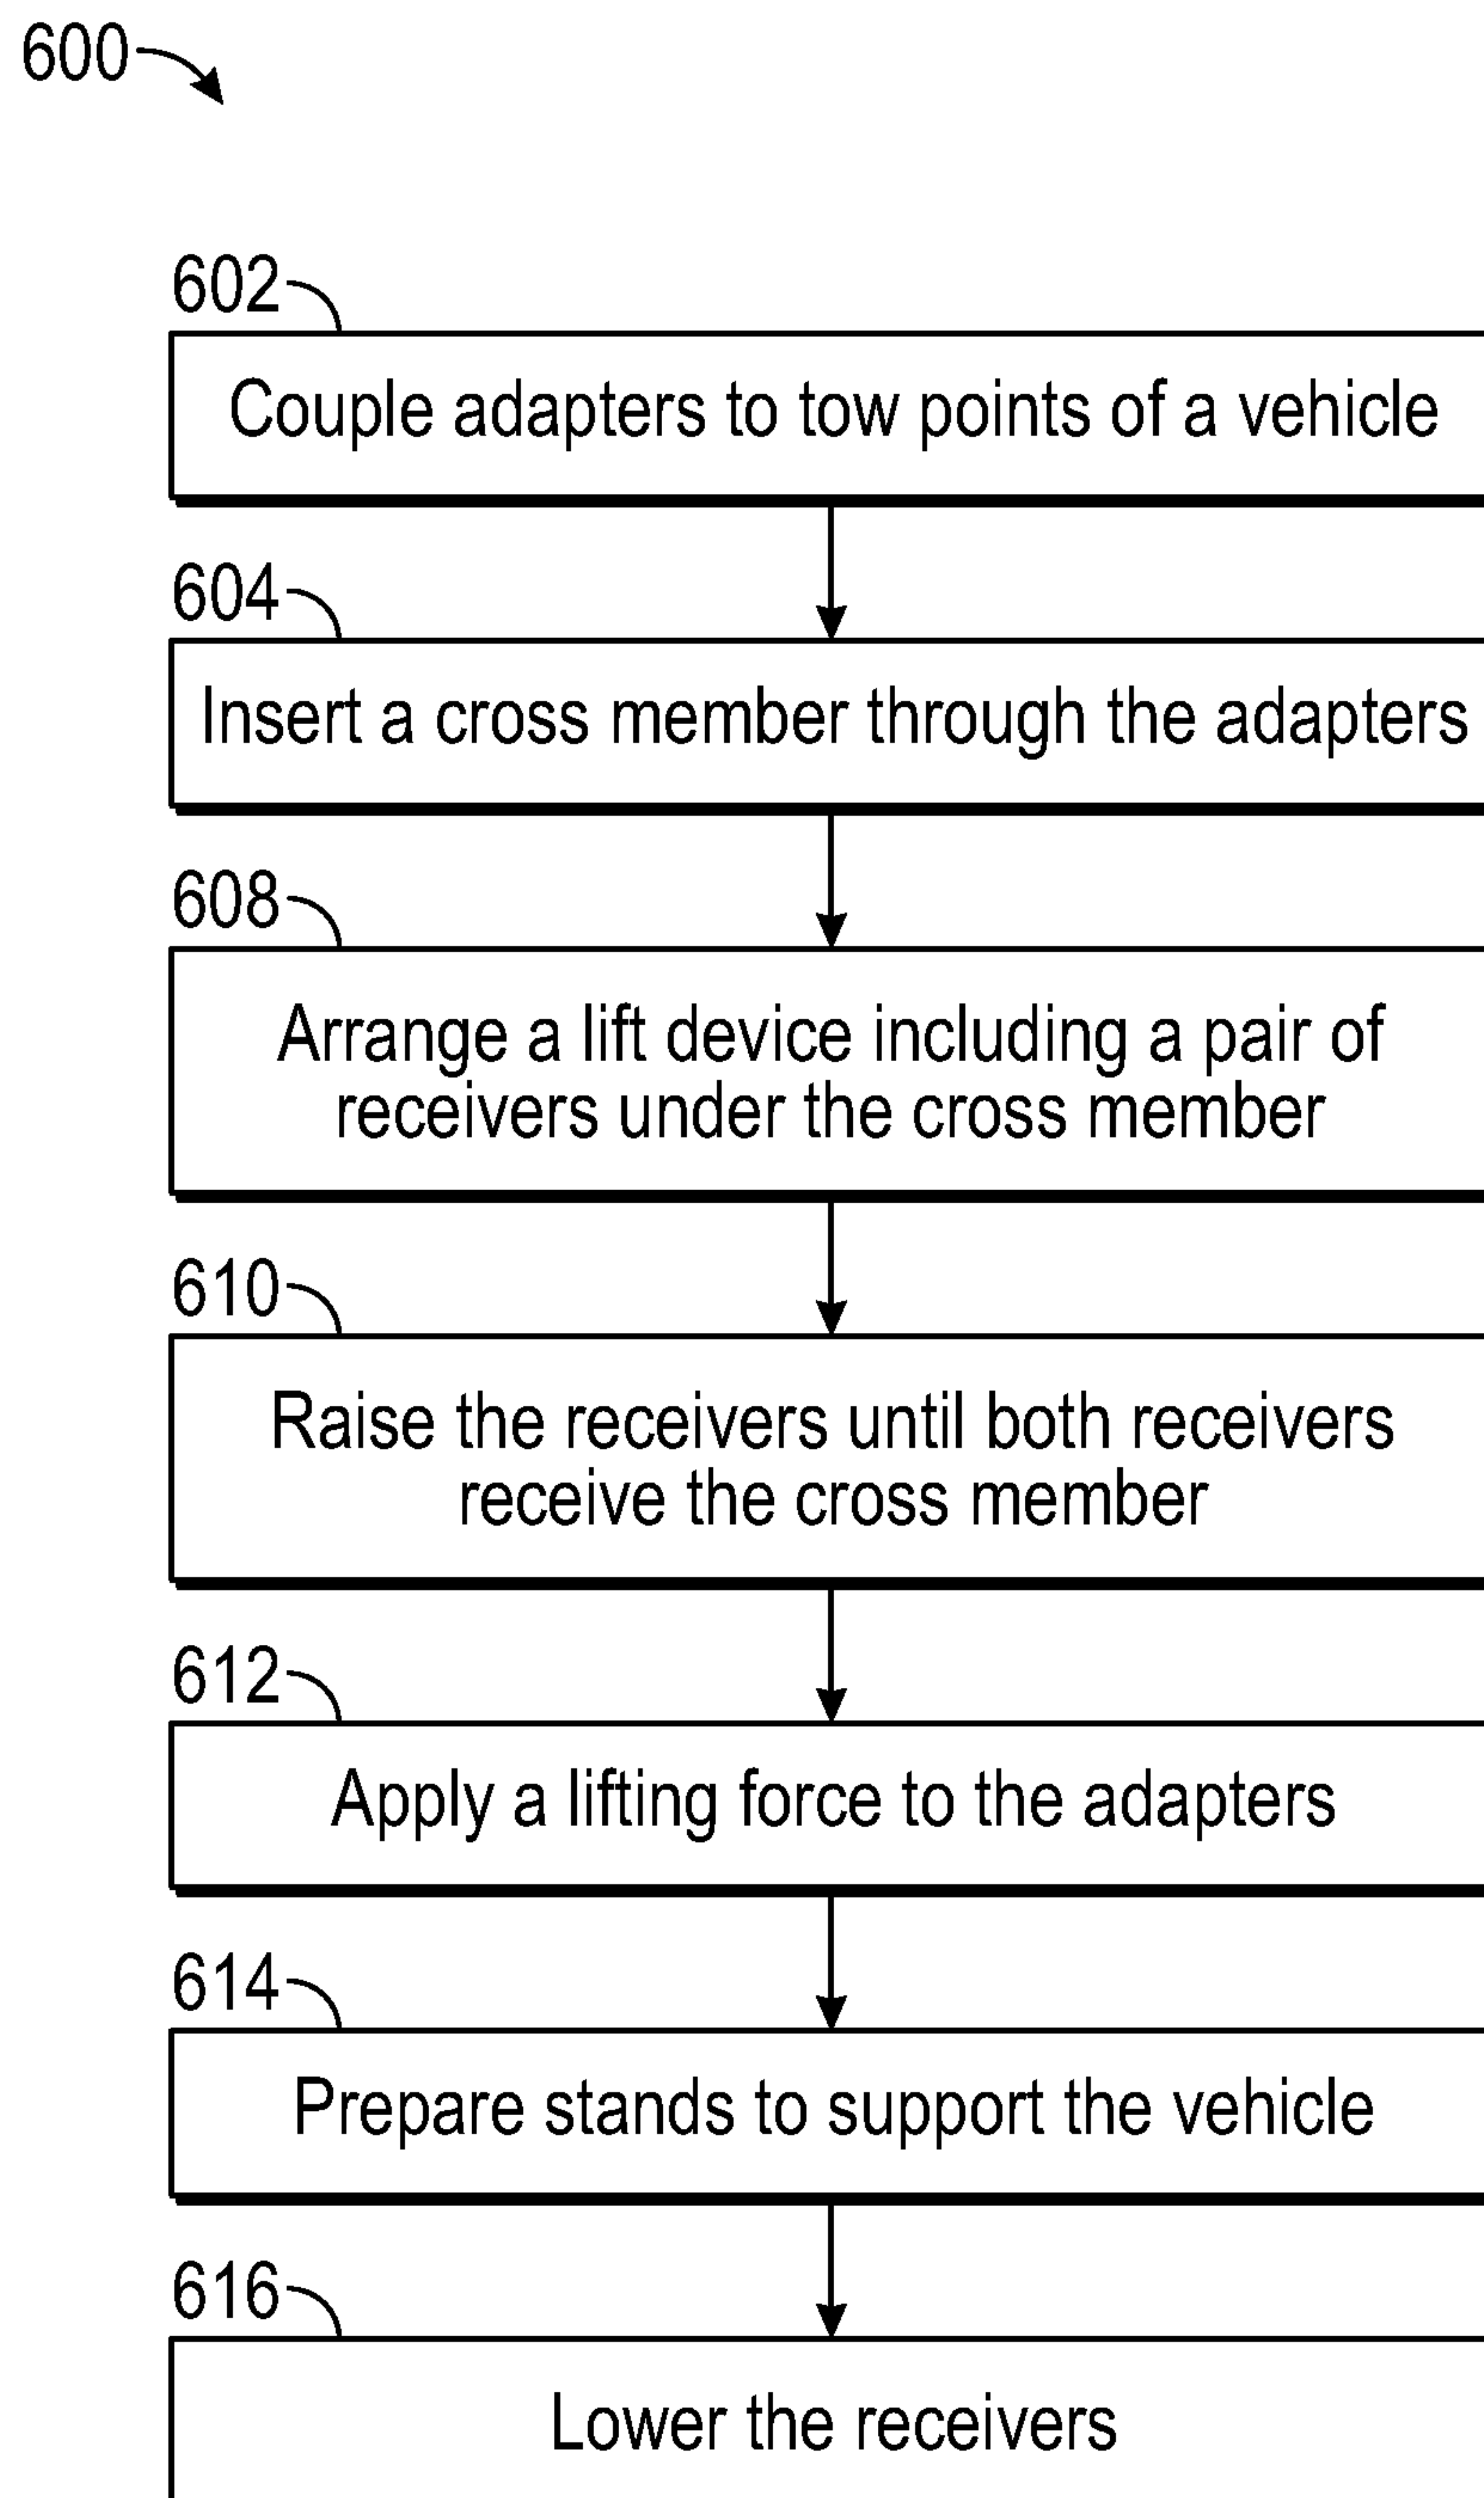 600
602
Couple adapters to tow points of a vehicle
604
Insert a cross member through the adapters
608
Arrange a lift device including a pair of
receivers under the cross member
610
Raise the receivers until both receivers
receive the cross member
612
Apply a lifting force to the adapters
614
Prepare stands to support the vehicle
616
Lower the receivers